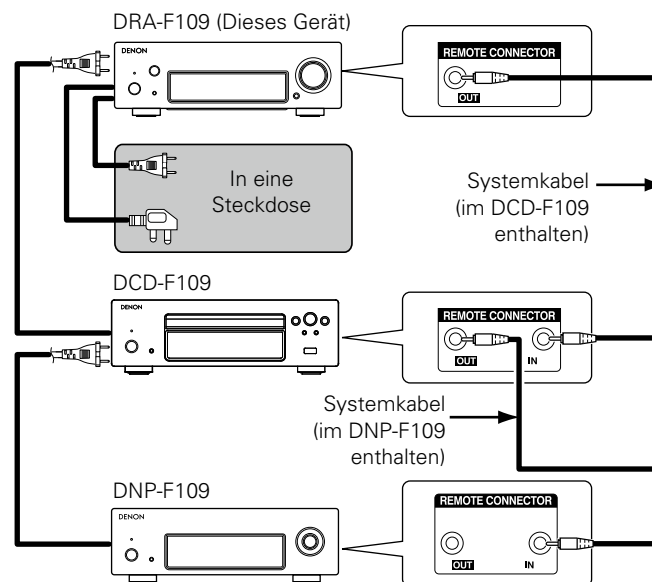 DRA-F109 (Dieses Gerät)
DENON
REMOTE CONNECTOR
OUT
In eine
Steckdose
Systemkabel
(im DCD-F109
enthalten)
DCD-F109
DENON
REMOTE CONNECTOR
OUT
IN
Systemkabel
(im DNP-F109
enthalten)
DNP-F109
DENON
REMOTE CONNECTOR
OUT
IN